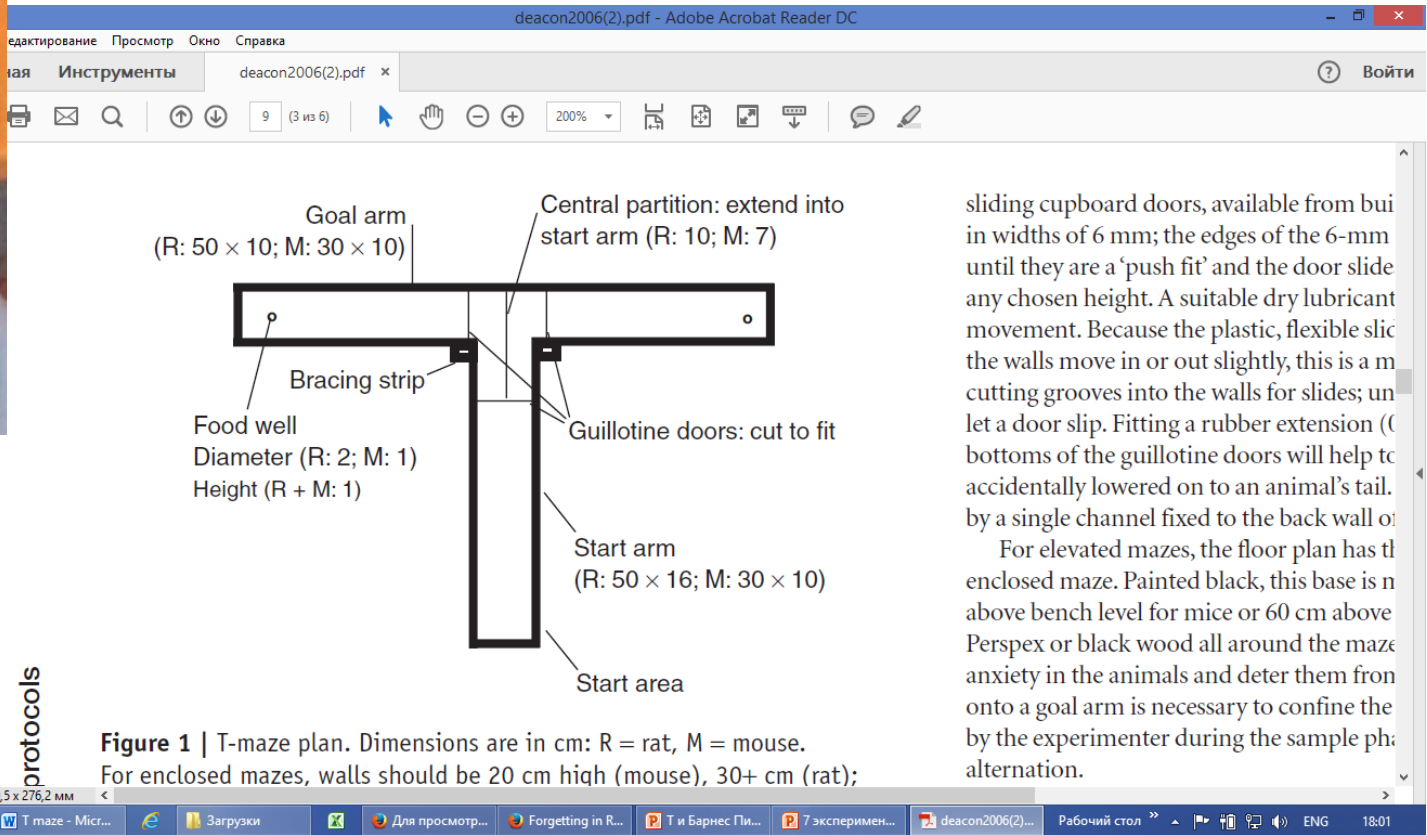 deacon2006(2).pdf - Adobe Acrobat Reader DC
Просмотр Окно Справка
Инструменты deacon2006(2).pdf × ? Войти
9 (3 из 6) 200%
Goal arm
(R: 50 × 10; M: 30 × 10)
Central partition: extend into
start arm (R: 10; M: 7)
Bracing strip
Food well
Diameter (R: 2; M: 1)
Height (R + M: 1)
Guillotine doors: cut to fit
Start arm
(R: 50 × 16; M: 30 × 10)
Start area
protocols
Figure 1 | T-maze plan. Dimensions are in cm: R = rat, M = mouse.
For enclosed mazes, walls should be 20 cm high (mouse), 30+ cm (rat);
sliding cupboard doors, available from
in widths of 6 mm; the edges of the 6-mm
until they are a ‘push fit’ and the door
any chosen height. A suitable dry lubricant
movement. Because the plastic, flexible
the walls move in or out slightly, this is a
cutting grooves into the walls for slides;
let a door slip. Fitting a rubber extension
bottoms of the guillotine doors will help
accidentally lowered on to an animal’s tail.
by a single channel fixed to the back wall
For elevated mazes, the floor plan has
enclosed maze. Painted black, this base is
above bench level for mice or 60 cm above
Perspex or black wood all around the maze
anxiety in the animals and deter them
onto a goal arm is necessary to confine the
by the experimenter during the sample
alternation.
5 x 276,2 мм
T maze - Micr... Загрузки Для просмотр... Forgetting in R... Т и Барнес Пи... 7 эксперимен... deacon2006(2)... Рабочий стол » ENG 18:01